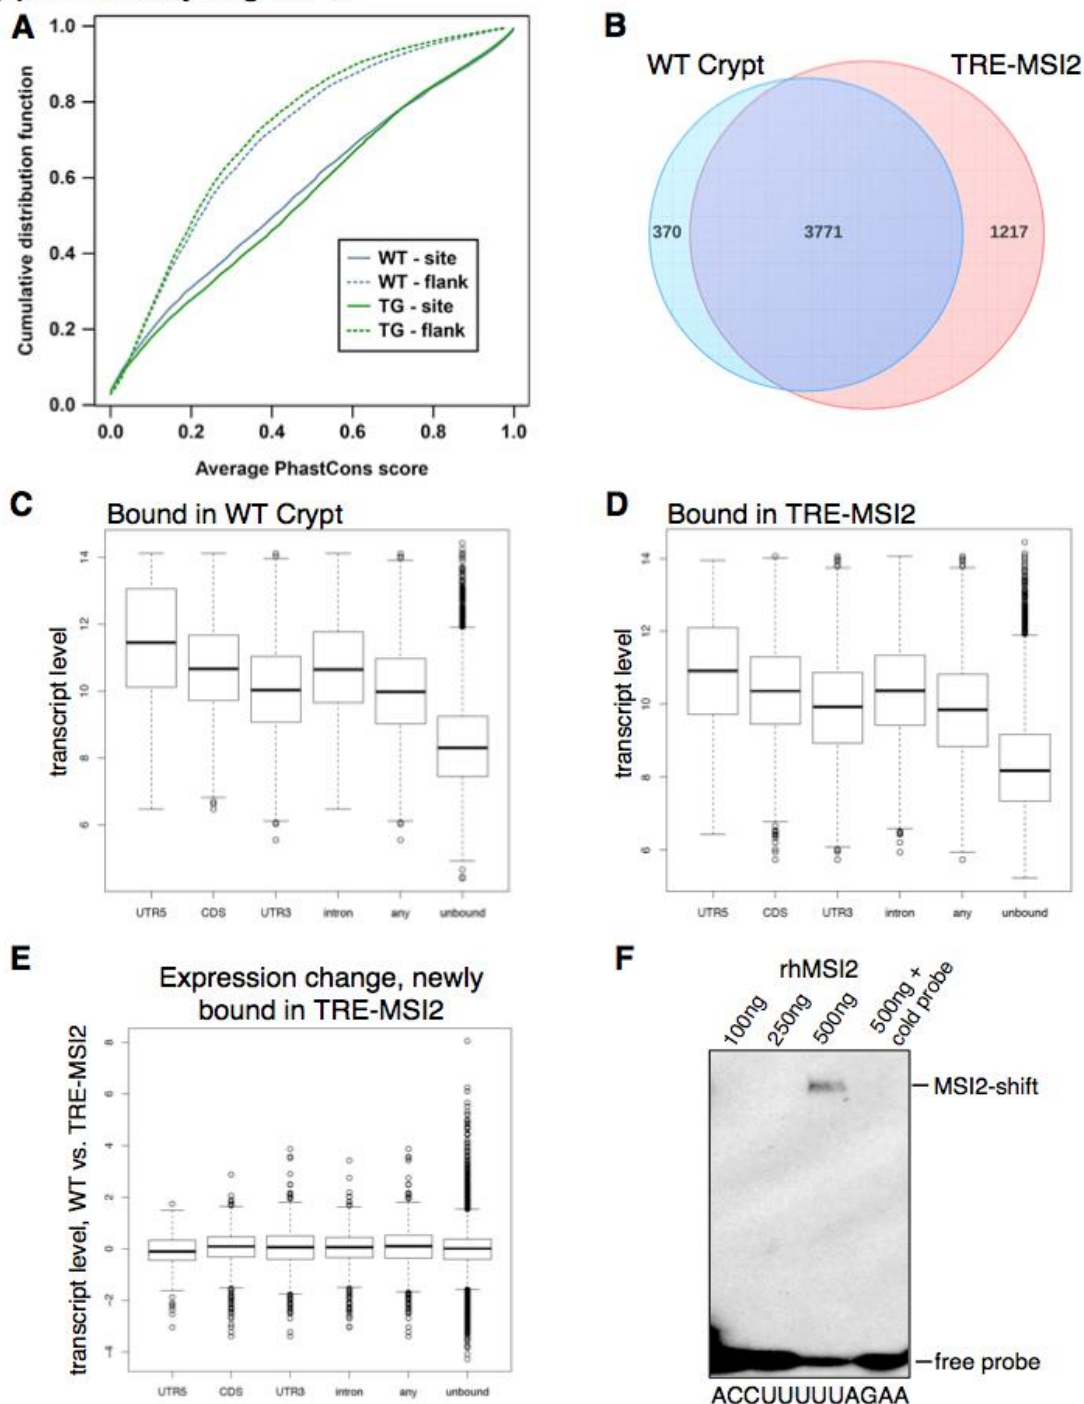 A
1.0
0.8
0.6
0.4
0.2
0.0
Cumulative distribution function
WT - site
WT - flank
TG - site
TG - flank
0.0 0.2 0.4 0.6 0.8 1.0
Average PhastCons score
B
WT Crypt TRE-MSI2
370 3771 1217
C
Bound in WT Crypt
transcript level
14
12
10
8
6
UTR5 CDS UTR3 intron any unbound
D
Bound in TRE-MSI2
transcript level
14
12
10
8
6
UTR5 CDS UTR3 intron any unbound
E
Expression change, newly
bound in TRE-MSI2
transcript level, WT vs. TRE-MSI2
8
6
4
2
0
-2
-4
UTR5 CDS UTR3 intron any unbound
F
rhMSI2
100ng
250ng
500ng
500ng +
cold probe
MSI2-shift
free probe
ACCUUUUUAGAA